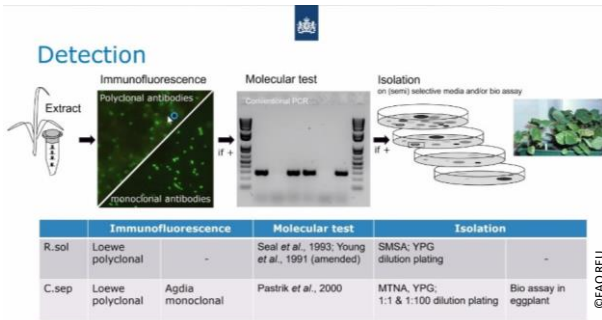 Detection
Immunofluorescence
Molecular test
Isolation
on (semi) selective media and/or bio assay
Extract
Polyclonal antibodies
monoclonal antibodies
if +
Conventional PCR
if +
Immunofluorescence Molecular test Isolation
R.sol Loewe polyclonal - Seal et al., 1993; Young et al., 1991 (amended) SMSA; YPG dilution plating -
C.sep Loewe polyclonal Agdia monoclonal Pastrik et al., 2000 MTNA, YPG; 1:1 & 1:100 dilution plating Bio assay in eggplant
©FAO REU